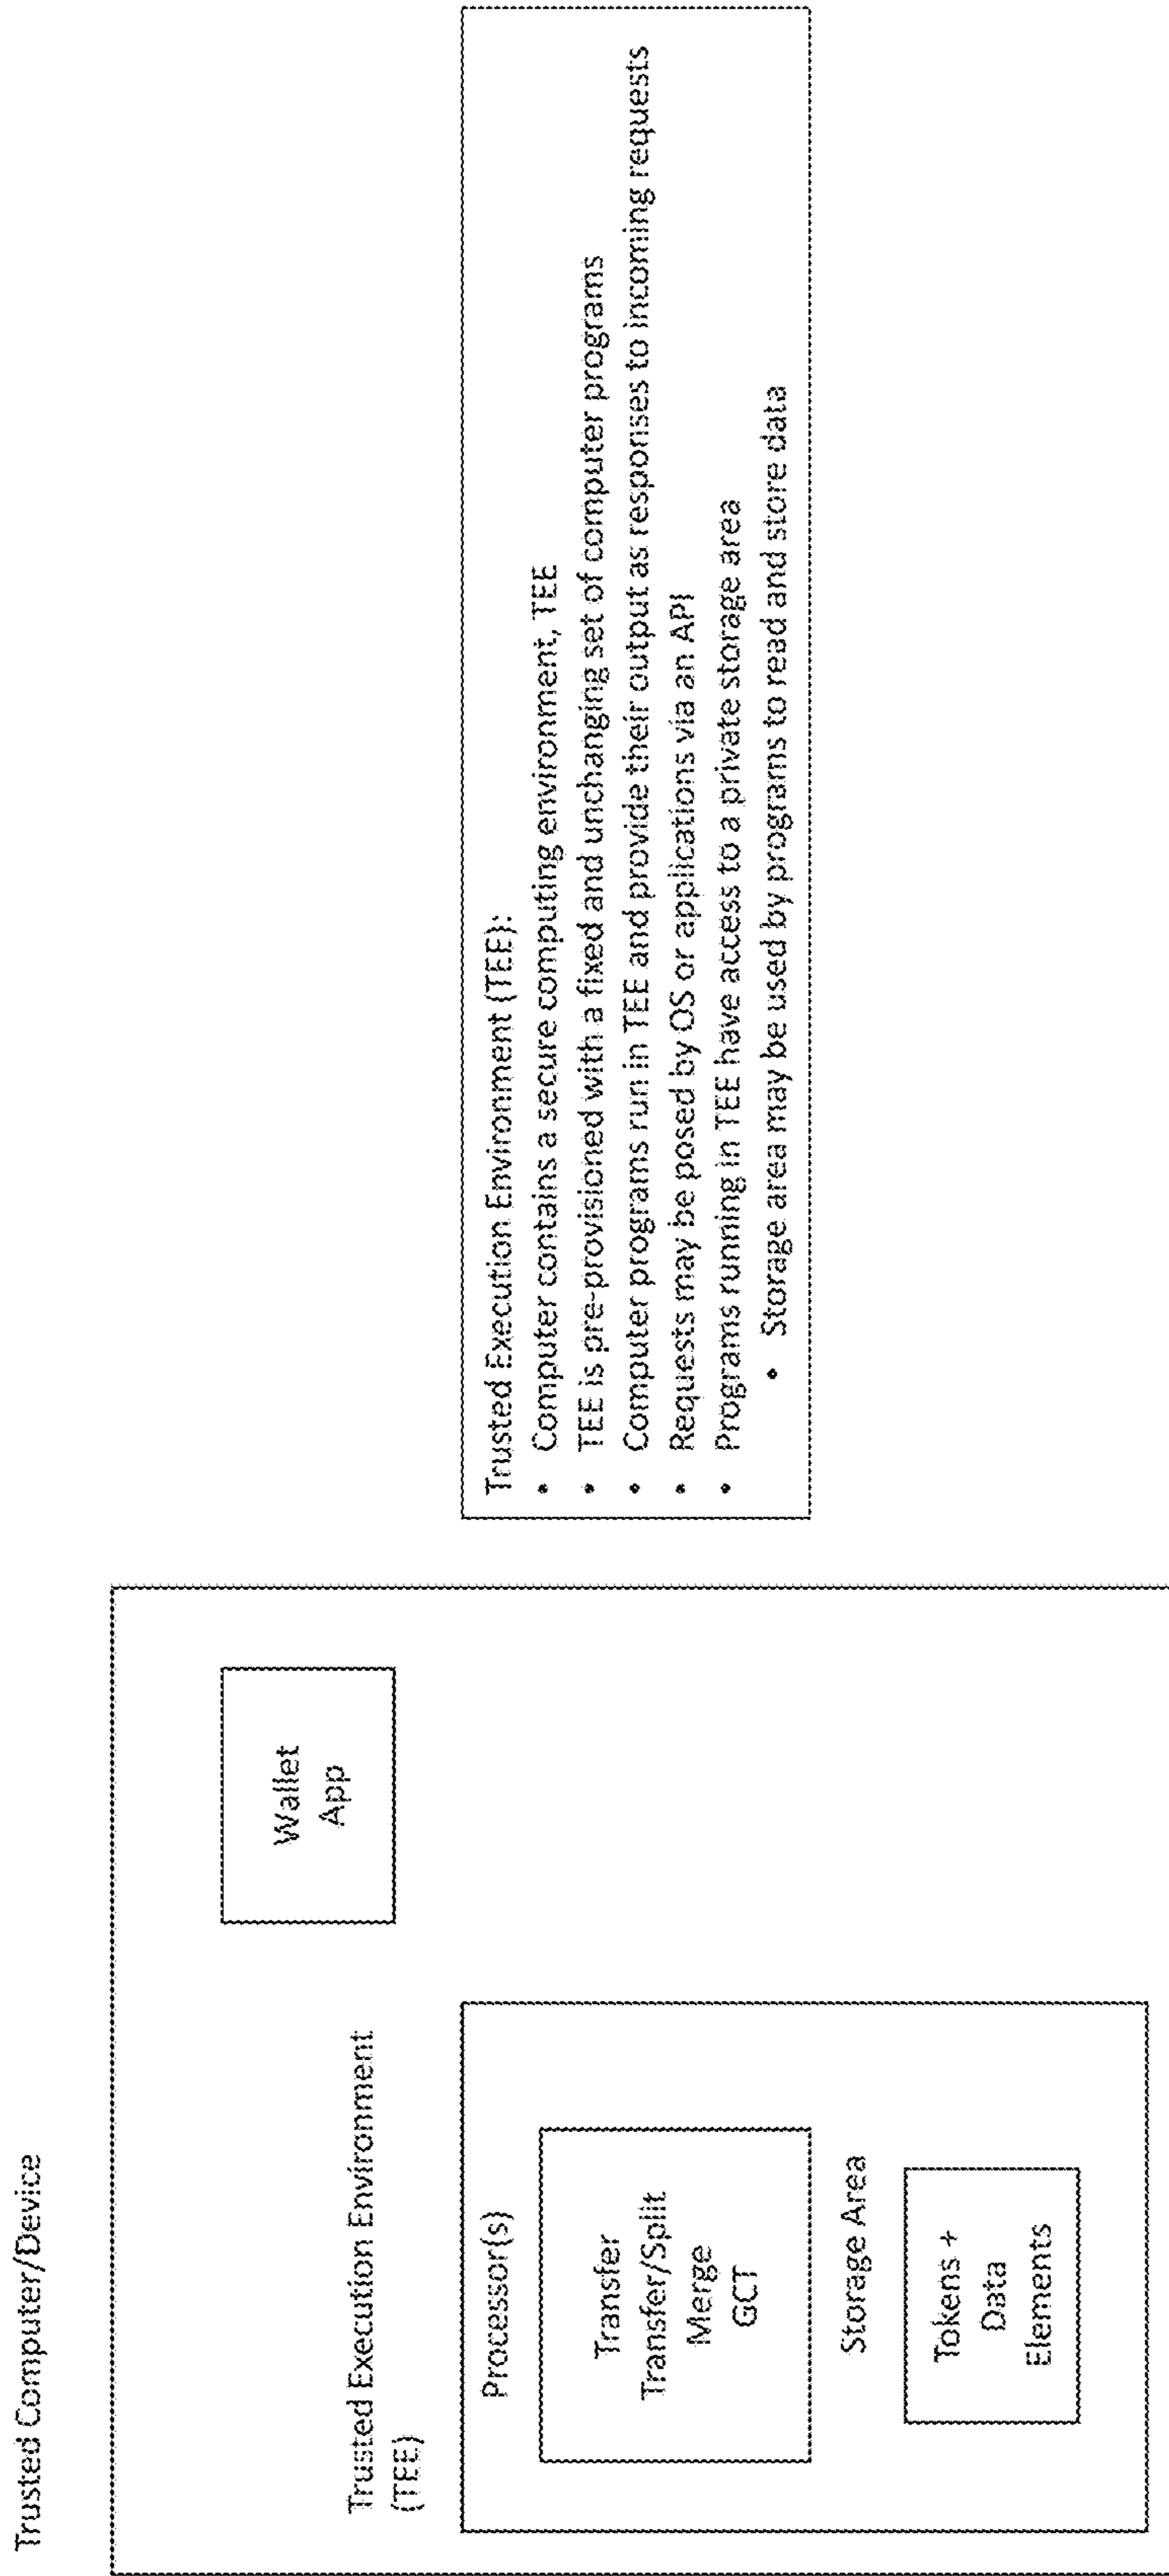 Trusted Computer/Device
Wallet
App
Trusted Execution Environment
(TEE)
Processor(s)
Transfer
Transfer/Split
Merge
GCT
Storage Area
Tokens +
Data
Elements
Trusted Execution Environment (TEE):
• Computer contains a secure computing environment, TEE
• TEE is pre-provisioned with a fixed and unchanging set of computer programs
• Computer programs run in TEE and provide their output as responses to incoming requests
• Requests may be posed by OS or applications via an API
• Programs running in TEE have access to a private storage area
• Storage area may be used by programs to read and store data